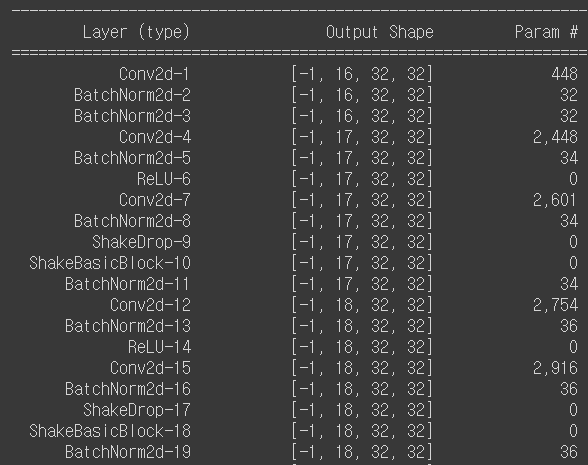 ----------------------------------------------------------------
Layer (type) Output Shape Param #
================================================================
Conv2d-1 [-1, 16, 32, 32] 448
BatchNorm2d-2 [-1, 16, 32, 32] 32
BatchNorm2d-3 [-1, 16, 32, 32] 32
Conv2d-4 [-1, 17, 32, 32] 2,448
BatchNorm2d-5 [-1, 17, 32, 32] 34
ReLU-6 [-1, 17, 32, 32] 0
Conv2d-7 [-1, 17, 32, 32] 2,601
BatchNorm2d-8 [-1, 17, 32, 32] 34
ShakeDrop-9 [-1, 17, 32, 32] 0
ShakeBasicBlock-10 [-1, 17, 32, 32] 0
BatchNorm2d-11 [-1, 17, 32, 32] 34
Conv2d-12 [-1, 18, 32, 32] 2,754
BatchNorm2d-13 [-1, 18, 32, 32] 36
ReLU-14 [-1, 18, 32, 32] 0
Conv2d-15 [-1, 18, 32, 32] 2,916
BatchNorm2d-16 [-1, 18, 32, 32] 36
ShakeDrop-17 [-1, 18, 32, 32] 0
ShakeBasicBlock-18 [-1, 18, 32, 32] 0
BatchNorm2d-19 [-1, 18, 32, 32] 36